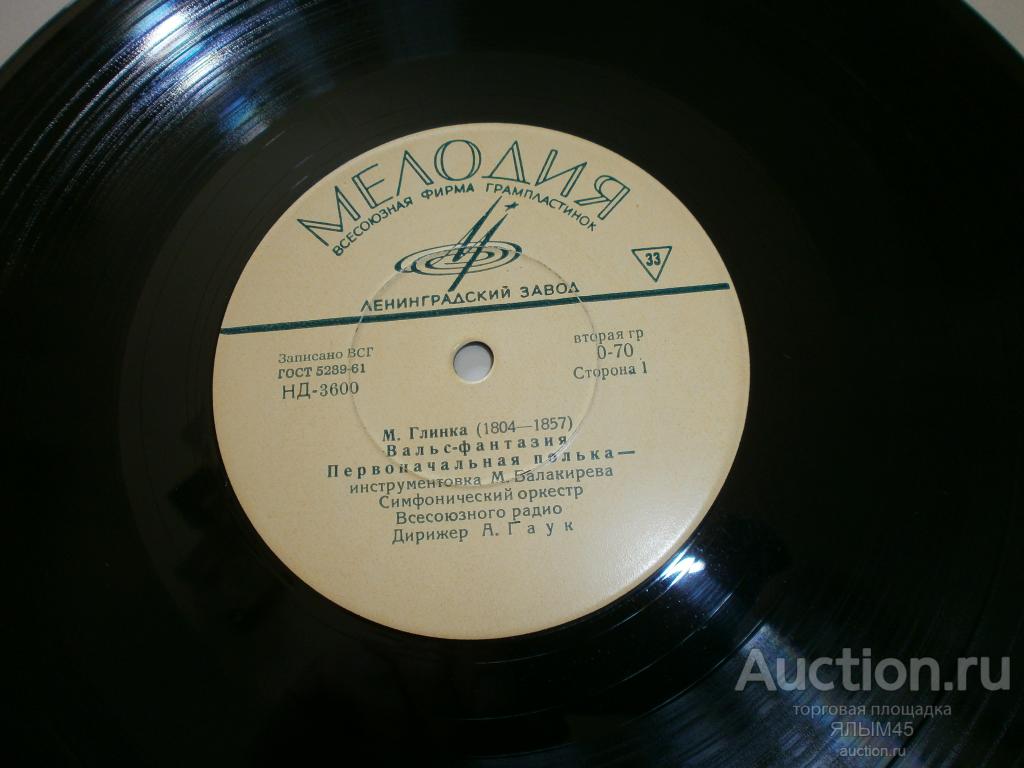 МЕЛОДИЯ
ВСЕСОЮЗНАЯ ФИРМА ГРАМПЛАСТИНОК
33
ЛЕНИНГРАДСКИЙ ЗАВОД
Записано ВСГ
ГОСТ 5289-61
НД-3600
вторая гр
0-70
Сторона 1
М. Глинка (1804—1857)
Вальс-фантазия
Первоначальная полька—
инструментовка М. Балакирева
Симфонический оркестр
Всесоюзного радио
Дирижер А. Гаук
Auction.ru
торговая площадка
ЯЛЫМ45
auction.ru